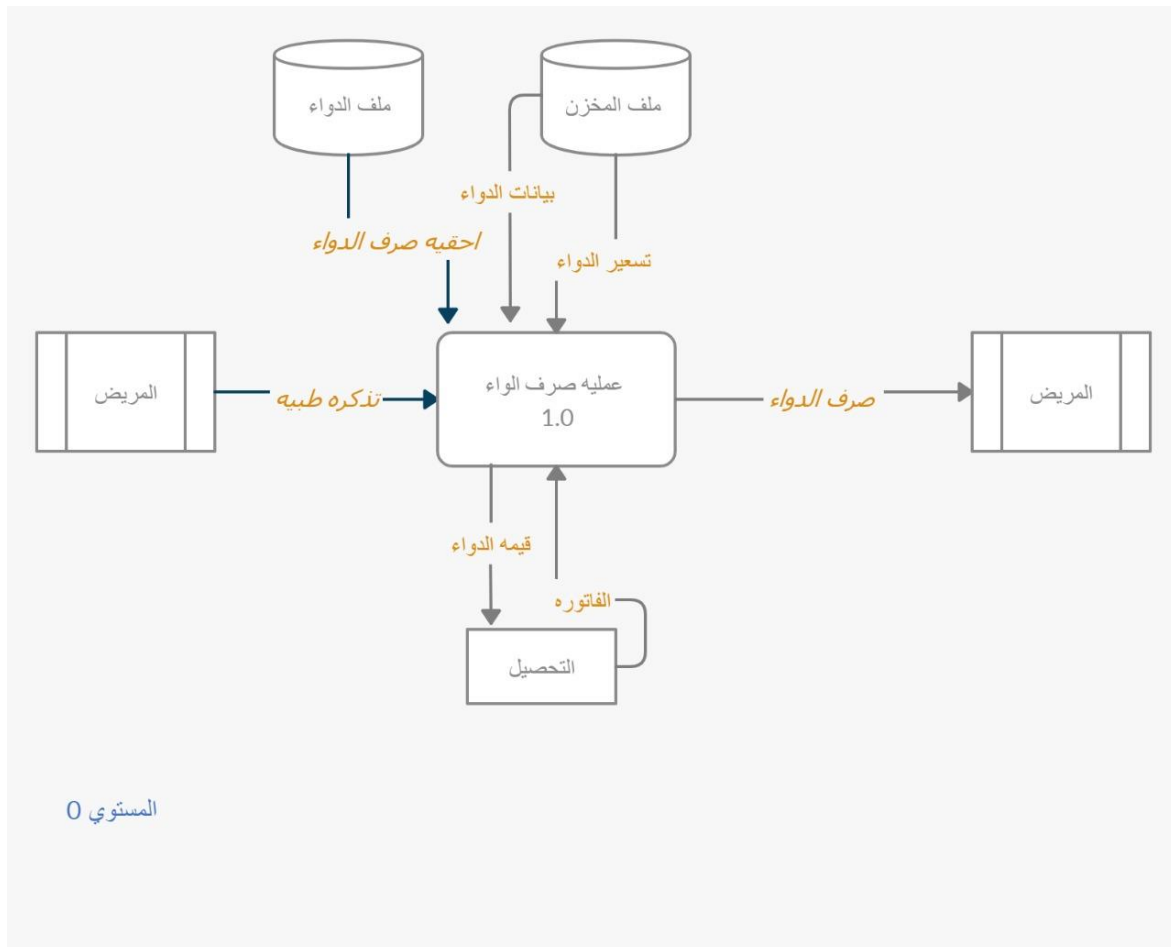 ملف الدواء
ملف المخزن
بيانات الدواء
احقيه صرف الدواء
تسعير الدواء
المريض
تذكره طبيه
عمليه صرف الواء
1.0
صرف الدواء
المريض
قيمه الدواء
الفاتوره
التحصيل
المستوي 0